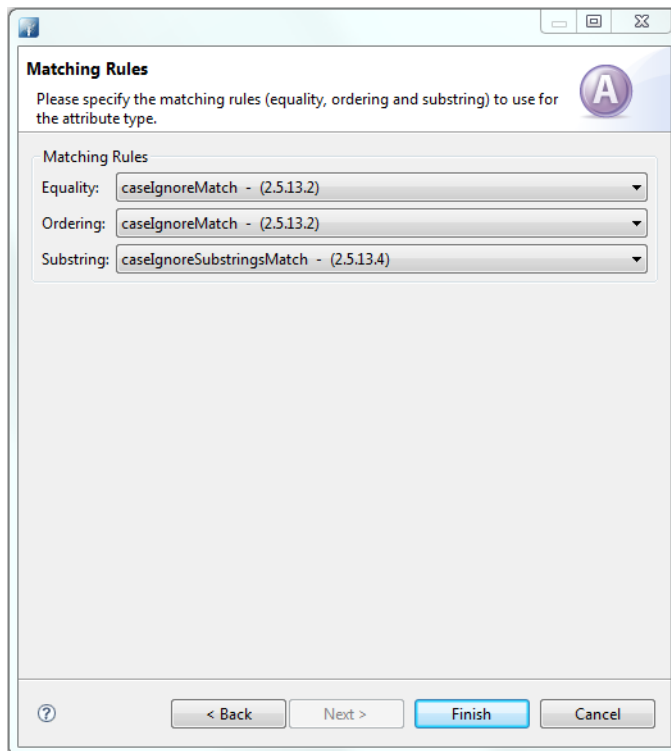 Matching Rules
Please specify the matching rules (equality, ordering and substring) to use for
the attribute type.
Matching Rules
Equality: caseIgnoreMatch - (2.5.13.2)
Ordering: caseIgnoreMatch - (2.5.13.2)
Substring: caseIgnoreSubstringsMatch - (2.5.13.4)
< Back Next > Finish Cancel